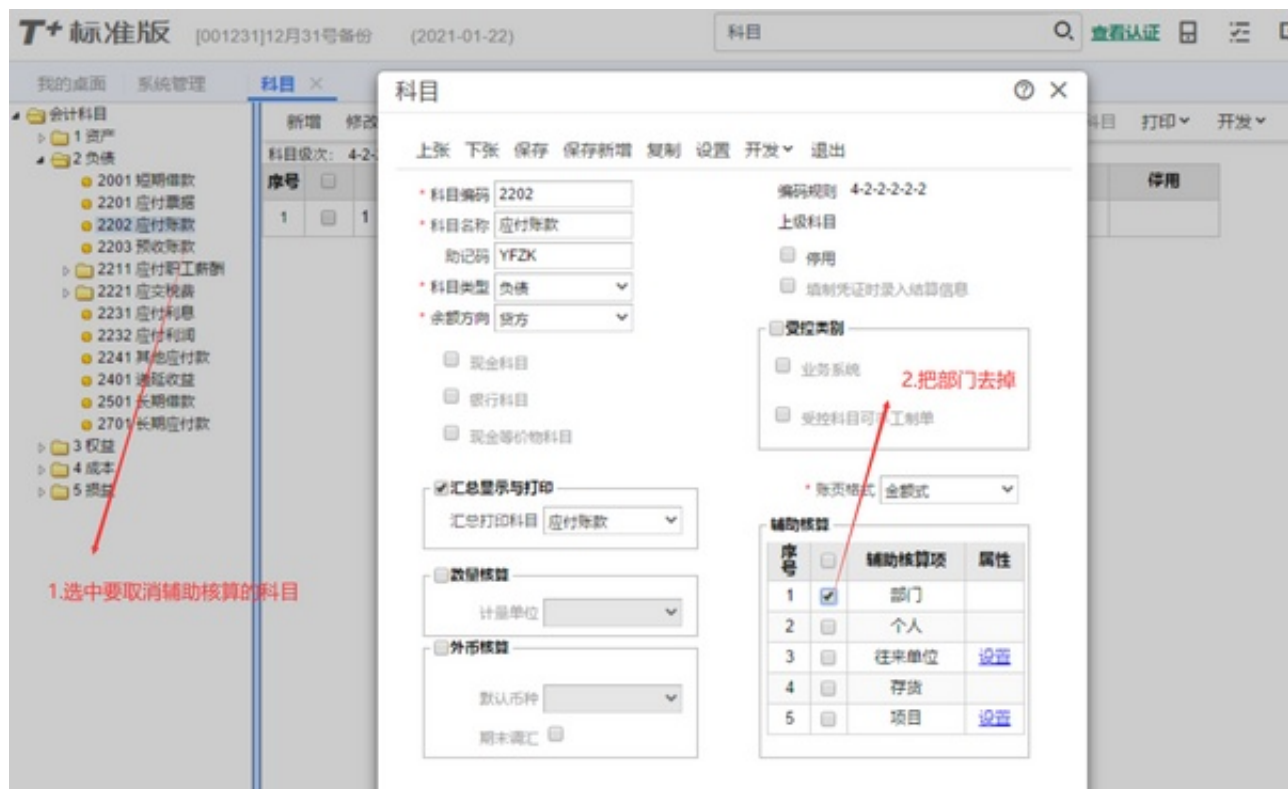 T+ 标准版 [001231]12月31号备份 (2021-01-22) 科目 查看认证
我的桌面 系统管理 科目
会计科目
1 资产
2 负债
2001 短期借款
2201 应付票据
2202 应付账款
2203 预收账款
2211 应付职工薪酬
2221 应交税费
2231 应付利息
2232 应付利润
2241 其他应付款
2401 递延收益
2501 长期借款
2701 长期应付款
3 权益
4 成本
5 损益
1.选中要取消辅助核算的科目
新增 修改
科目级次: 4-2-
序号
1 1
科目 打印 开发
停用
科目
上张 下张 保存 保存新增 复制 设置 开发 退出
* 科目编码 2202
* 科目名称 应付账款
助记码 YFZK
* 科目类型 负债
* 余额方向 贷方
现金科目
银行科目
现金等价物科目
汇总显示与打印
汇总打印科目 应付账款
数量核算
计量单位
外币核算
默认币种
期末调汇
编码规则 4-2-2-2-2-2
上级科目
停用
填制凭证时录入结算信息
受控类别
业务系统
2.把部门去掉
受控科目可手工制单
* 账页格式 金额式
辅助核算
序号 辅助核算项 属性
1 部门
2 个人
3 往来单位 设置
4 存货
5 项目 设置